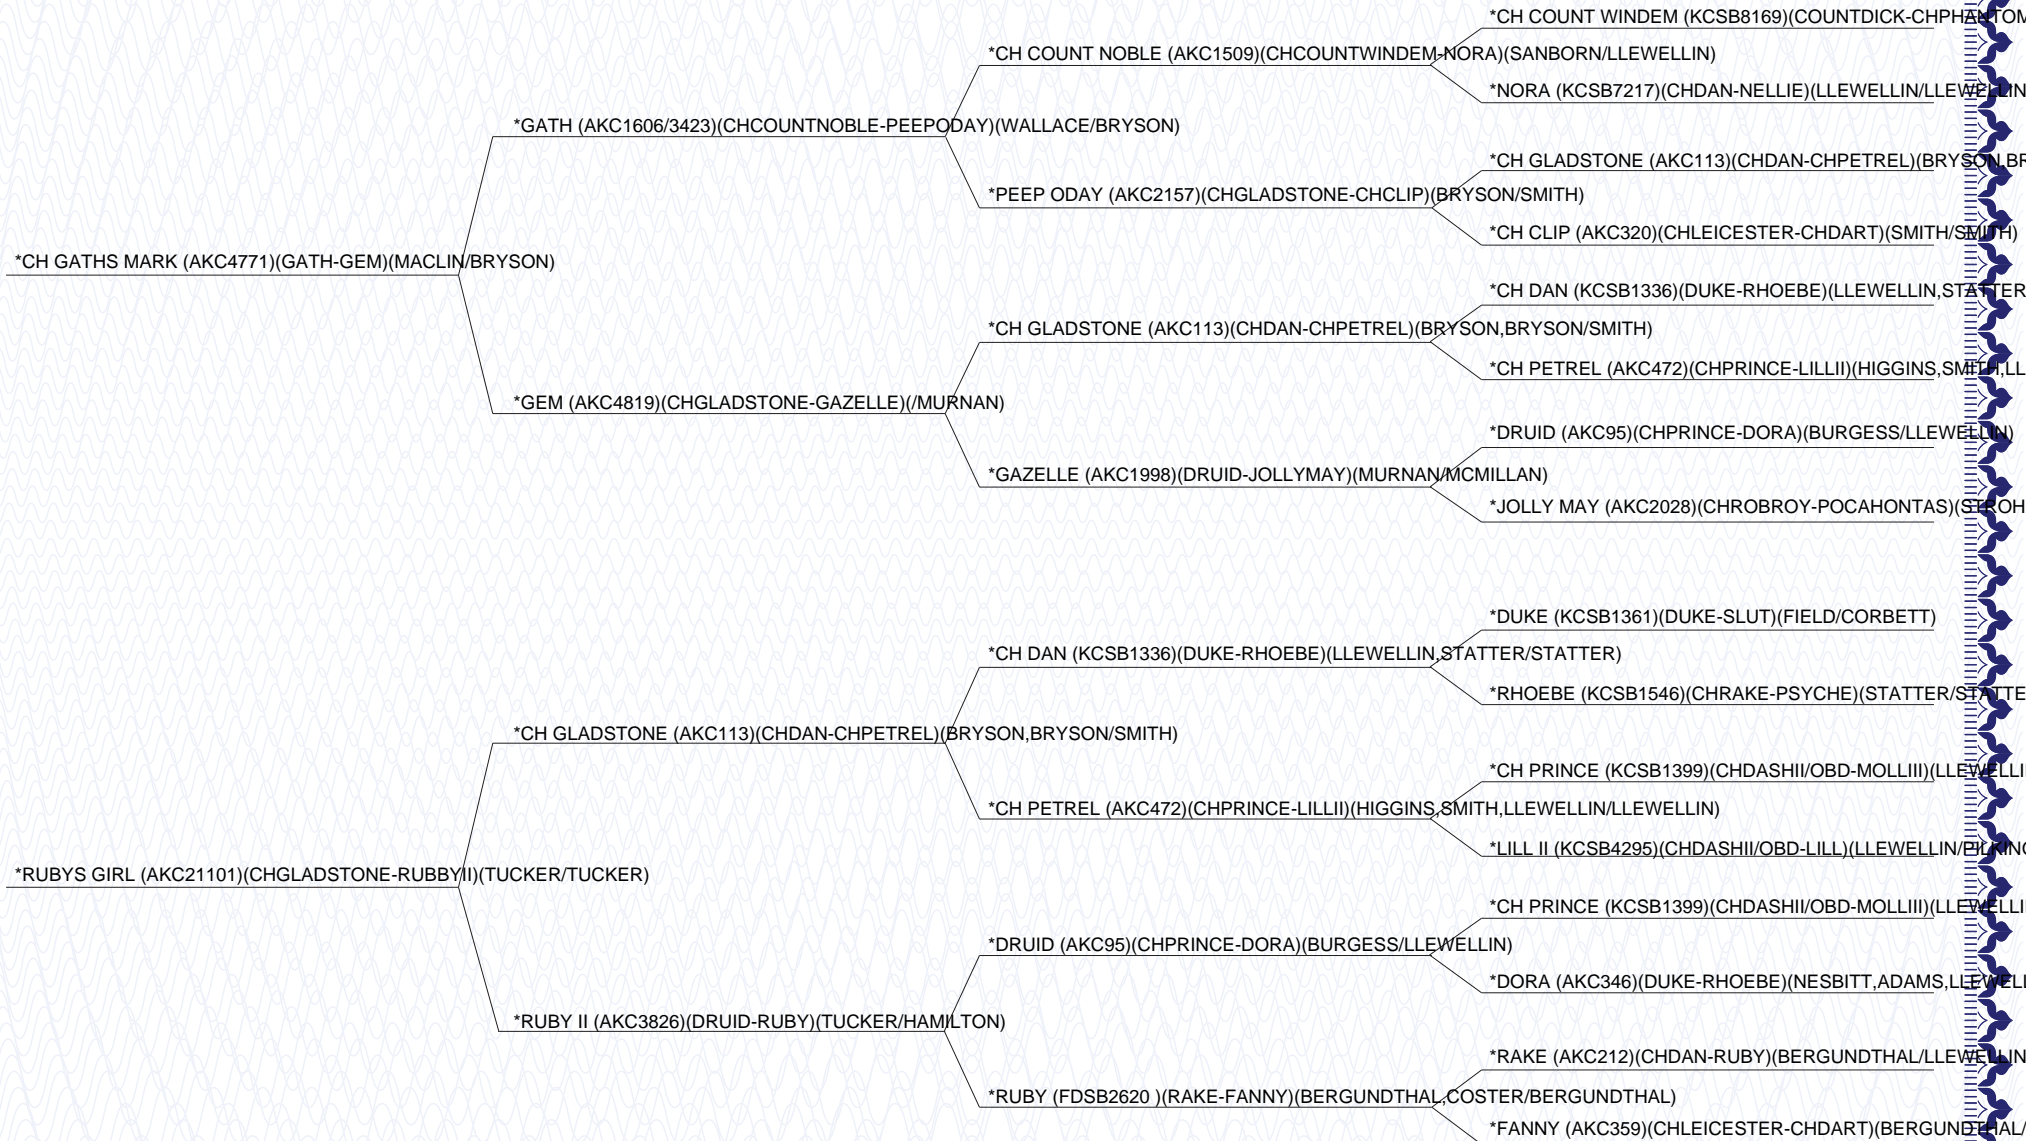 *CH COUNT WINDEM (KCSB8169)(COUNTDICK-CHPHANTOM
*CH COUNT NOBLE (AKC1509)(CHCOUNTWINDEM-NORA)(SANBORN/LLEWELLIN)
*NORA (KCSB7217)(CHDAN-NELLIE)(LLEWELLIN/LLEWELLIN
*GATH (AKC1606/3423)(CHCOUNTNOBLE-PEEPODAY)(WALLACE/BRYSON)
*CH GLADSTONE (AKC113)(CHDAN-CHPETREL)(BRYSON,BR
*PEEP ODAY (AKC2157)(CHGLADSTONE-CHCLIP)(BRYSON/SMITH)
*CH CLIP (AKC320)(CHLEICESTER-CHDART)(SMITH/SMITH)
*CH GATHS MARK (AKC4771)(GATH-GEM)(MACLIN/BRYSON)
*CH DAN (KCSB1336)(DUKE-RHOEBE)(LLEWELLIN,STATTER
*CH GLADSTONE (AKC113)(CHDAN-CHPETREL)(BRYSON,BRYSON/SMITH)
*CH PETREL (AKC472)(CHPRINCE-LILLII)(HIGGINS,SMITH,LL
*GEM (AKC4819)(CHGLADSTONE-GAZELLE)(/MURNAN)
*DRUID (AKC95)(CHPRINCE-DORA)(BURGESS/LLEWELLIN)
*GAZELLE (AKC1998)(DRUID-JOLLYMAY)(MURNAN/MCMILLAN)
*JOLLY MAY (AKC2028)(CHROBROY-POCAHONTAS)(STROH
*DUKE (KCSB1361)(DUKE-SLUT)(FIELD/CORBETT)
*CH DAN (KCSB1336)(DUKE-RHOEBE)(LLEWELLIN,STATTER/STATTER)
*RHOEBE (KCSB1546)(CHRAKE-PSYCHE)(STATTER/STATTE
*CH GLADSTONE (AKC113)(CHDAN-CHPETREL)(BRYSON,BRYSON/SMITH)
*CH PRINCE (KCSB1399)(CHDASHII/OBD-MOLLIII)(LLEWELLI
*CH PETREL (AKC472)(CHPRINCE-LILLII)(HIGGINS,SMITH,LLEWELLIN/LLEWELLIN)
*LILL II (KCSB4295)(CHDASHII/OBD-LILL)(LLEWELLIN/PILKING
*RUBYS GIRL (AKC21101)(CHGLADSTONE-RUBBYII)(TUCKER/TUCKER)
*CH PRINCE (KCSB1399)(CHDASHII/OBD-MOLLIII)(LLEWELLI
*DRUID (AKC95)(CHPRINCE-DORA)(BURGESS/LLEWELLIN)
*DORA (AKC346)(DUKE-RHOEBE)(NESBITT,ADAMS,LLEWELL
*RUBY II (AKC3826)(DRUID-RUBY)(TUCKER/HAMILTON)
*RAKE (AKC212)(CHDAN-RUBY)(BERGUNDTHAL/LLEWELLIN
*RUBY (FDSB2620 )(RAKE-FANNY)(BERGUNDTHAL,COSTER/BERGUNDTHAL)
*FANNY (AKC359)(CHLEICESTER-CHDART)(BERGUNDTHAL/